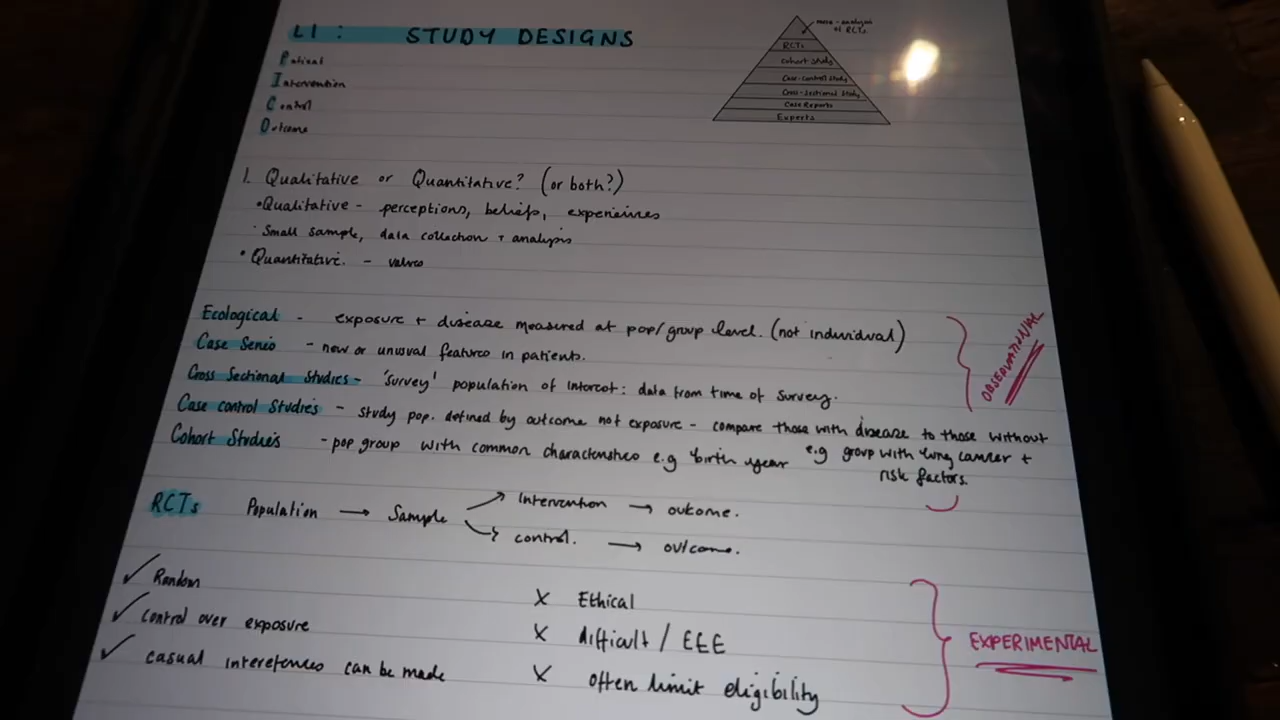 L1 : STUDY DESIGNS
Patient
Intervention
Control
Outcome
meta-analysis
of RCTs.
RCTs
Cohort Study
Case-control Study
Cross-Sectional Study
Case Reports
Experts
1. Qualitative or Quantitative? (or both?)
• Qualitative - perceptions, beliefs, experiences
· Small sample, data collection + analysis
• Quantitative. - values
Ecological - exposure + disease measured at pop/group level. (not individual)
Case Series - new or unusual features in patients.
Cross Sectional Studies - 'survey' population of interest: data from time of survey.
Case control Studies - study pop. defined by outcome not exposure - compare those with disease to those without
e.g group with lung cancer +
risk factors.
Cohort Studies - pop group with common characteristics e.g birth year
OBSERVATIONAL
RCTs Population → Sample → Intervention → outcome.
→ control. → outcome.
✓ Random
✓ control over exposure
✓ casual intereferences can be made
X Ethical
X difficult / £££
X often limit eligibility
EXPERIMENTAL